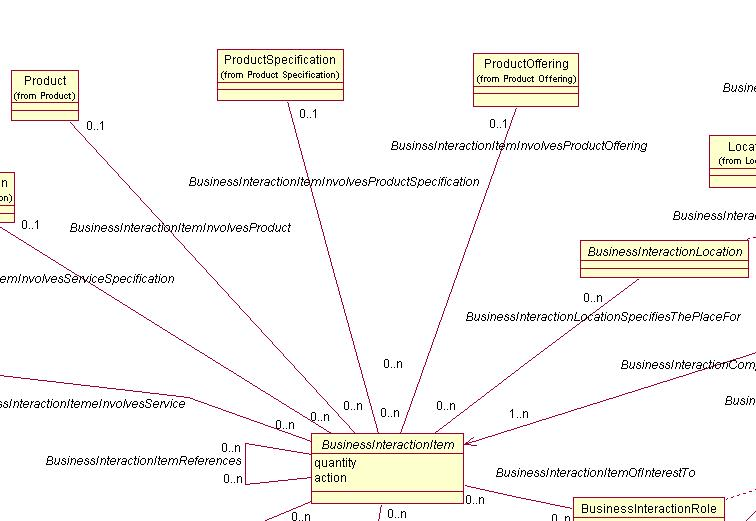 Product
(from Product)
ProductSpecification
(from Product Specification)
ProductOffering
(from Product Offering)
0..1
0..1
0..1
BusinssInteractionItemInvolvesProductOffering
BusinessInteractionItemInvolvesProductSpecification
0..1
BusinessInteractionItemInvolvesProduct
BusinessInteractionLocation
emInvolvesServiceSpecification
0..n
BusinessInteractionLocationSpecifiesThePlaceFor
0..n
BusinessInteractionCom
ssInteractionItemeInvolvesService
0..n
0..n
0..n
0..n
0..n
1..n
BusinessInteractionItem
quantity
action
0..n
0..n
BusinessInteractionItemReferences
BusinessInteractionItemOfInterestTo
0..n
0..n
BusinessInteractionRole
0..n
0..n